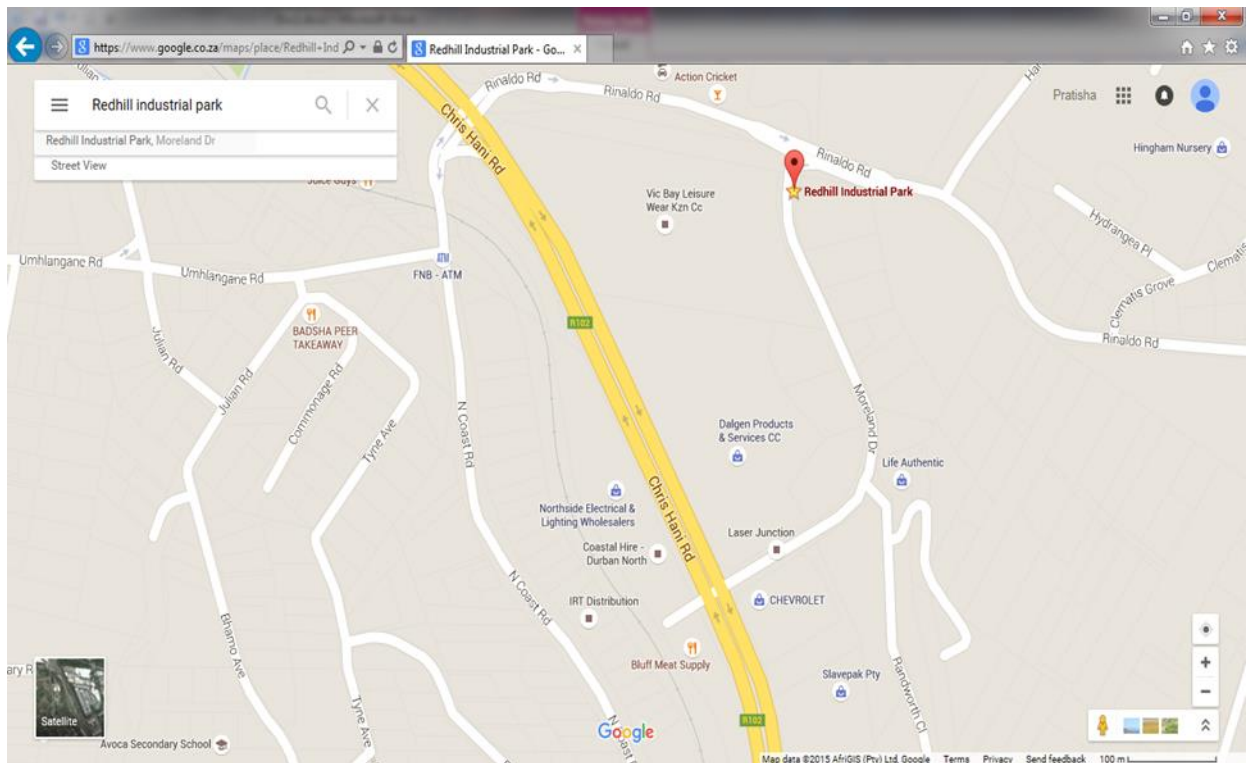 https://www.google.co.za/maps/place/Redhill+Ind
Redhill Industrial Park - Go...
Redhill industrial park
Redhill Industrial Park, Moreland Dr
Street View
Pratisha
Rinaldo Rd
Rinaldo Rd
Action Cricket
Hingham Nursery
Chris Hani Rd
Rinaldo Rd
Redhill Industrial Park
Vic Bay Leisure
Wear Kzn Cc
Juice Guys
Hydrangea Pl
Clematis Grove
Umhlangane Rd
Umhlangane Rd
ATM
FNB - ATM
R102
BADSHA PEER
TAKEAWAY
Julian Rd
Julian Rd
Commonage Rd
Tyne Ave
Rinaldo Rd
N Coast Rd
Moreland Dr
Dalgen Products
& Services CC
Life Authentic
Northside Electrical &
Lighting Wholesalers
Chris Hani Rd
Laser Junction
Coastal Hire -
Durban North
N Coast Rd
IRT Distribution
CHEVROLET
Bhamo Ave
Bluff Meat Supply
Slavepak Pty
Randworth Cl
Satellite
Tyne Ave
Avoca Secondary School
Google
R102
Map data ©2015 AfriGIS (Pty) Ltd, Google Terms Privacy Send feedback 100 m